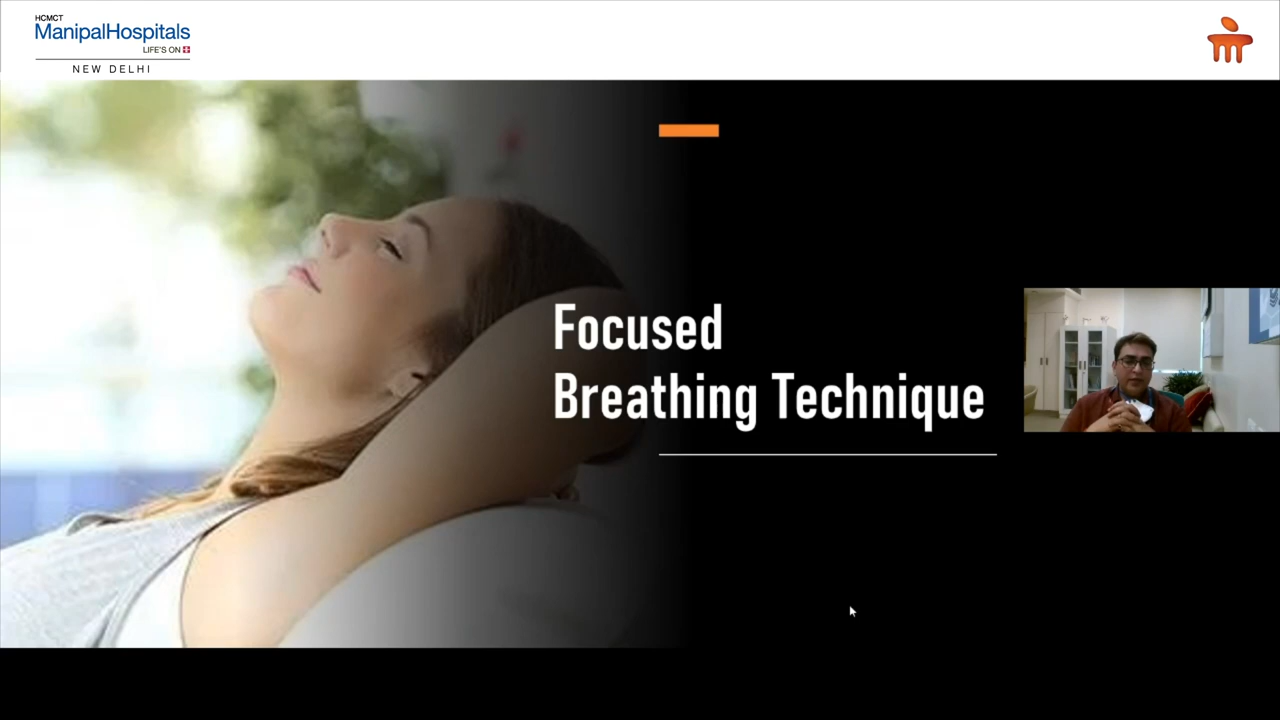 HCMCT
ManipalHospitals
LIFE'S ON
NEW DELHI
Focused
Breathing Technique